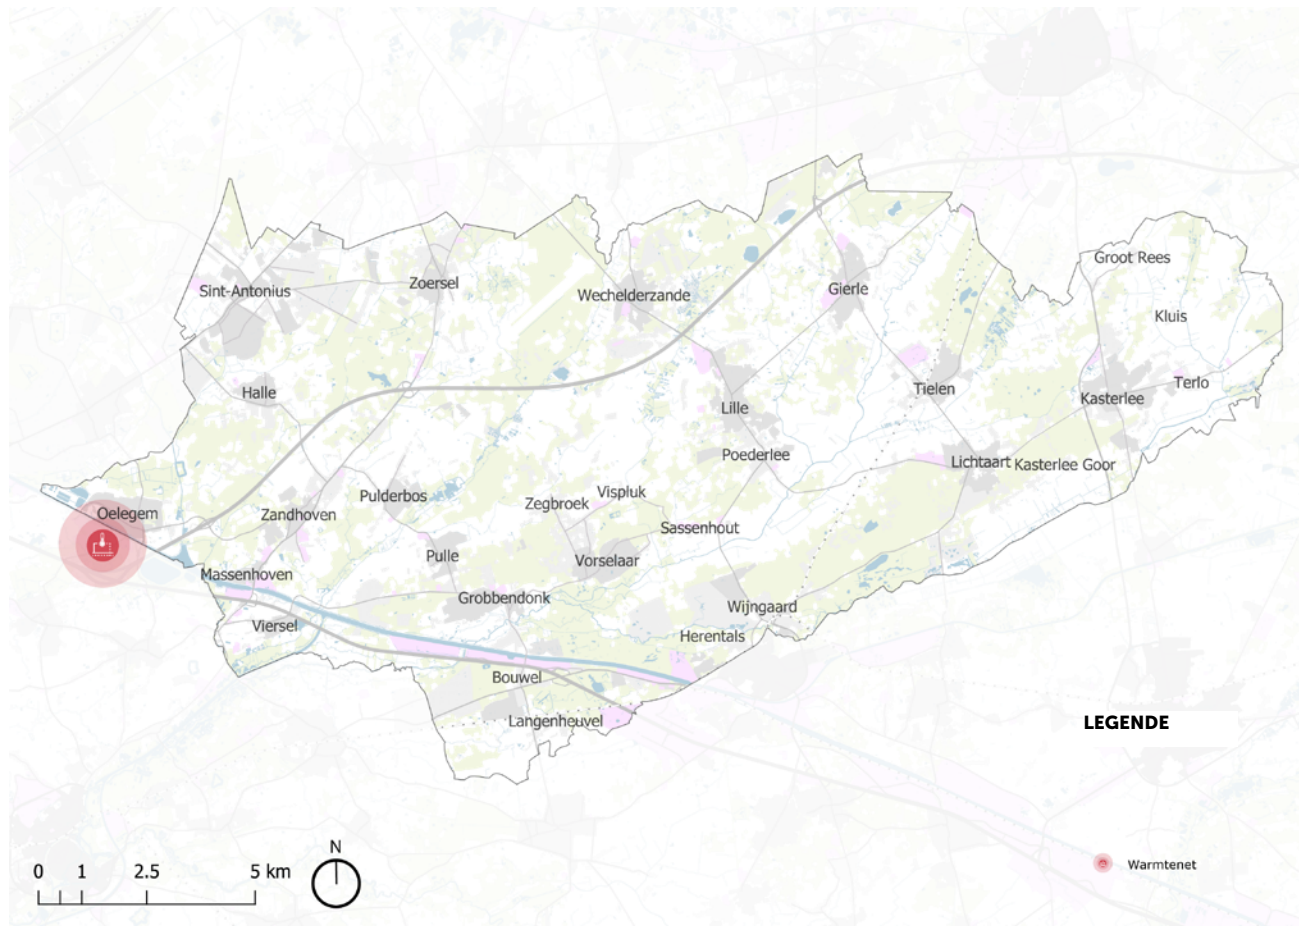 Groot Rees
Sint-Antonius
Zoersel
Wechelderzande
Gierle
Kluis
Halle
Lille
Tielen
Terlo
Kasterlee
Poederlee
Lichtaart
Kasterlee Goor
Oelegem
Zandhoven
Pulderbos
Zegbroek
Vispluk
Sassenhout
Massenhoven
Pulle
Vorselaar
Viersel
Grobbendonk
Wijngaard
Herentals
Bouwel
Langenheuvel
LEGENDE
Warmtenet
N
0 1 2.5 5 km